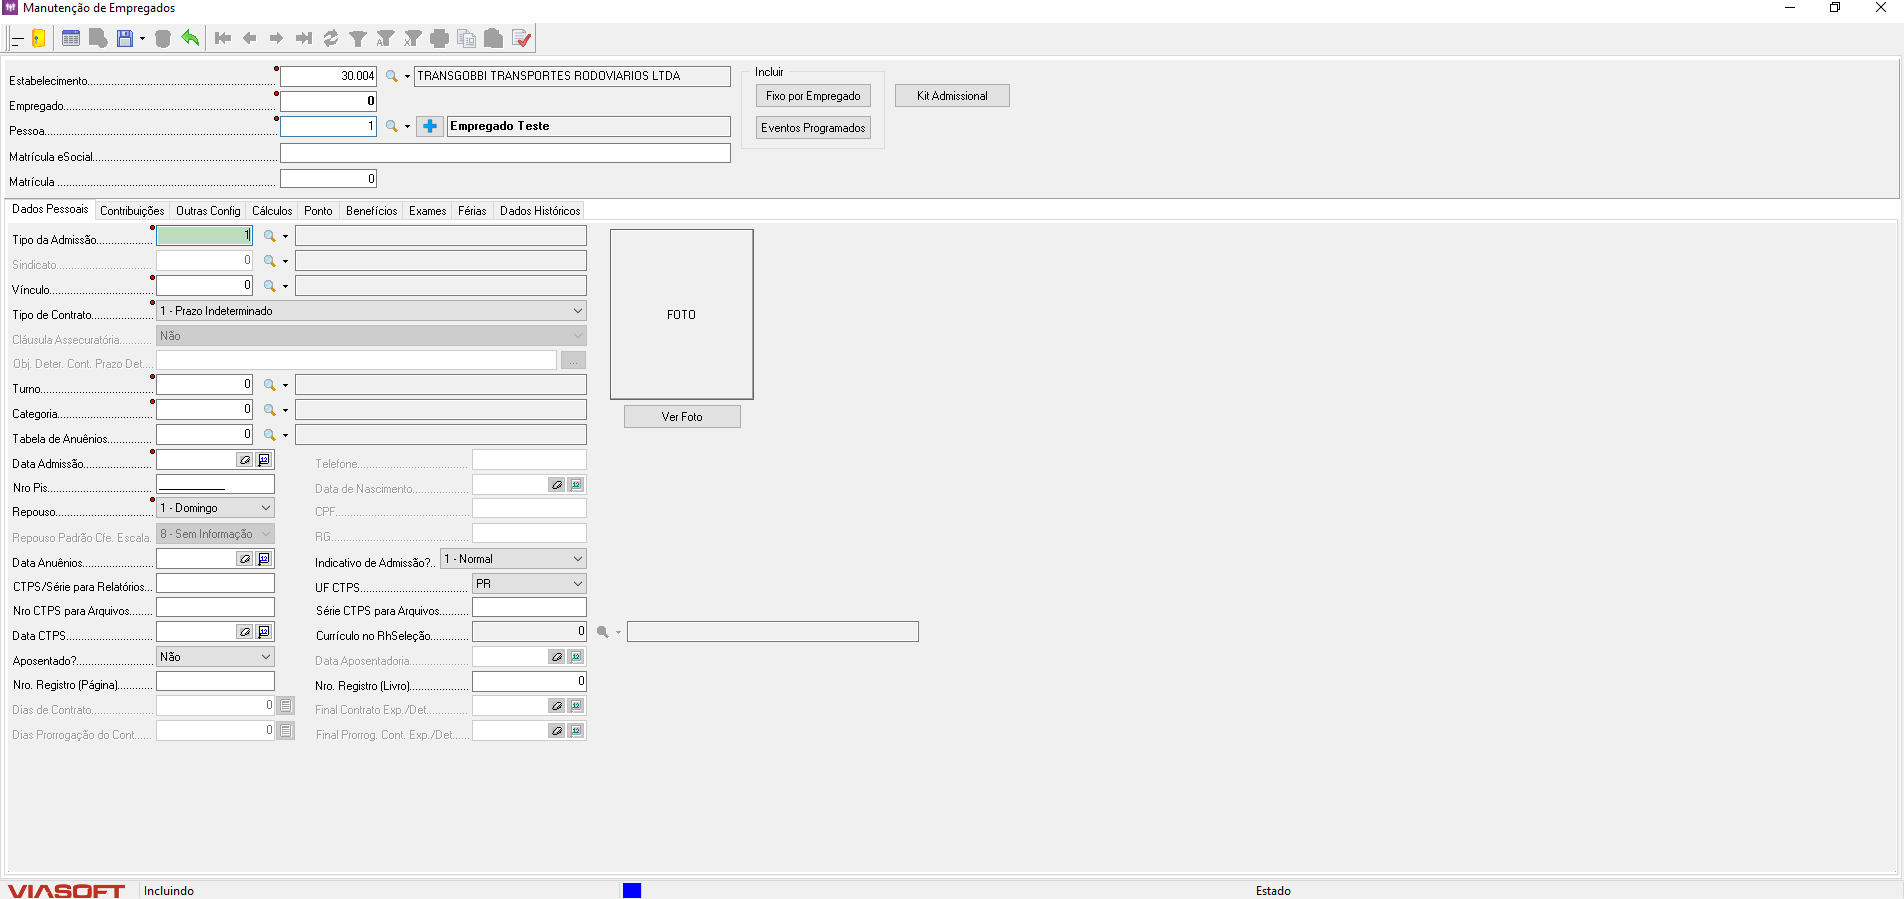 Manutenção de Empregados
Estabelecimento 30.004 TRANSGOBBI TRANSPORTES RODOVIARIOS LTDA
Incluir
Fixo por Empregado
Kit Admissional
Empregado 0
Pessoa 1 Empregado Teste
Eventos Programados
Matrícula eSocial
Matrícula 0
Dados Pessoais Contribuições Outras Config Cálculos Ponto Benefícios Exames Férias Dados Históricos
Tipo da Admissão 1
Sindicato 0
Vínculo 0
Tipo de Contrato 1 - Prazo Indeterminado
FOTO
Cláusula Assecuratória Não
Obj. Deter. Cont. Prazo Det. ...
Turno 0
Categoria 0
Ver Foto
Tabela de Anuênios 0
Data Admissão 12 Telefone
Nro Pis Data de Nascimento 12
Repouso 1 - Domingo CPF
Repouso Padrão Cfe. Escala. 8 - Sem Informação RG
Data Anuênios 12 Indicativo de Admissão?.. 1 - Normal
CTPS/Série para Relatórios... UF CTPS PR
Nro CTPS para Arquivos Série CTPS para Arquivos
Data CTPS 12 Currículo no RhSeleção 0
Aposentado? Não Data Aposentadoria 12
Nro. Registro (Página) Nro. Registro (Livro) 0
Dias de Contrato 0 Final Contrato Exp./Det. 12
Dias Prorrogação do Cont. 0 Final Prorrog. Cont. Exp./Det. 12
VIASOFT Incluindo Estado